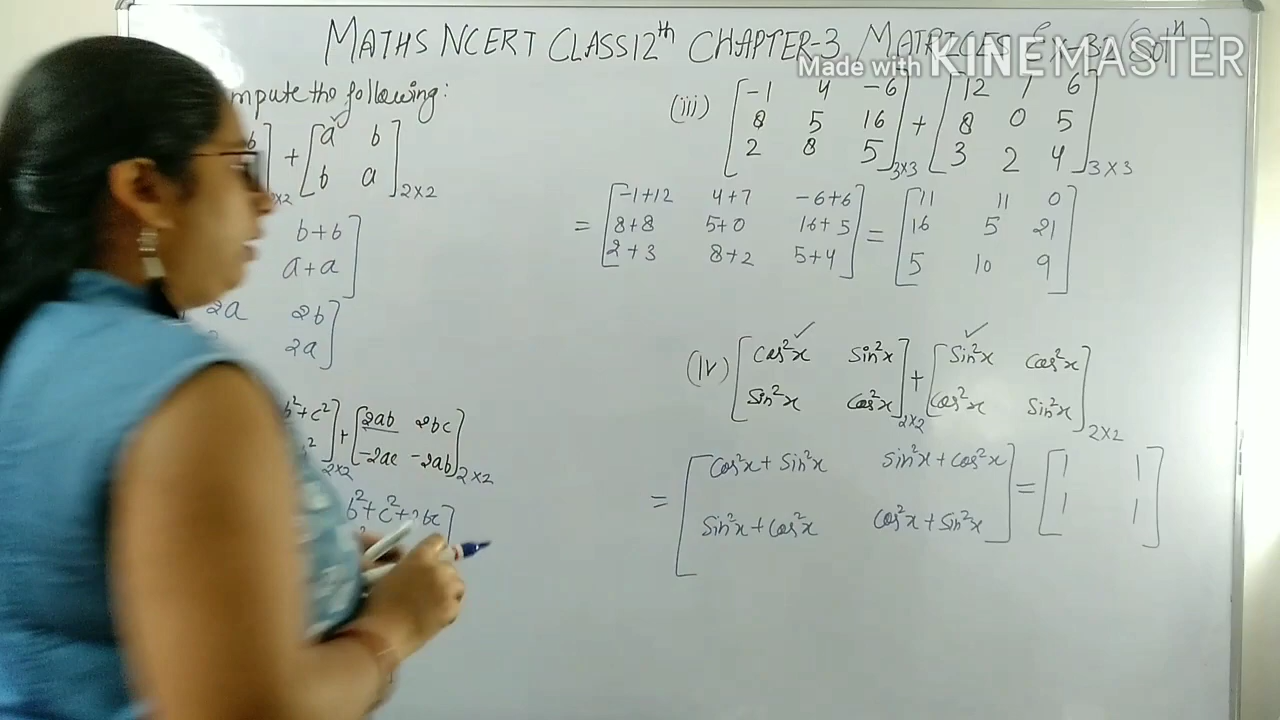 MATHS NCERT CLASS 12th CHAPTER-3 MATRICES
Made with KINEMASTER
mpute the following:
b] + [a b
b a] 2x2
b+b
a+a]
2a 2b
2a]
b²+c²] 2x2 + [2ab 2bc
-2ac -2ab] 2x2
b²+c²+2bc]
(iii) [-1 4 -6
8 5 16
2 8 5] 3x3 + [12 7 6
8 0 5
3 2 4] 3x3
= [-1+12 4+7 -6+6
8+8 5+0 16+5
2+3 8+2 5+4] = [11 11 0
16 5 21
5 10 9]
(iv) [Cos²x Sin²x
Sin²x Cos²x] 2x2 + [Sin²x Cos²x
Cos²x Sin²x] 2x2
= [Cos²x + Sin²x Sin²x + Cos²x
Sin²x + Cos²x Cos²x + Sin²x] = [1 1
1 1]